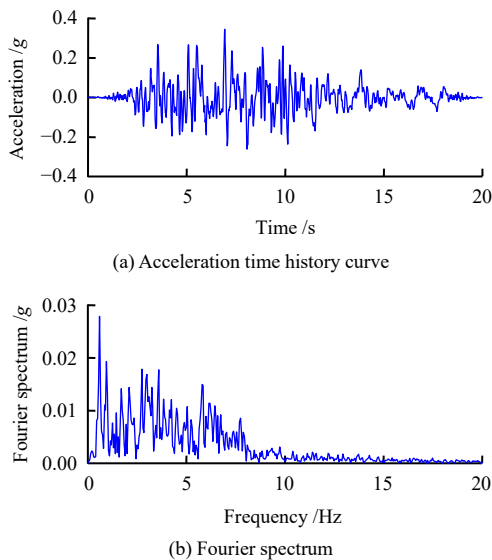 0.4
0.2
0.0
−0.2
−0.4
Acceleration /g
0 5 10 15 20
Time /s
(a) Acceleration time history curve
0.03
0.02
0.01
0.00
Fourier spectrum /g
0 5 10 15 20
Frequency /Hz
(b) Fourier spectrum